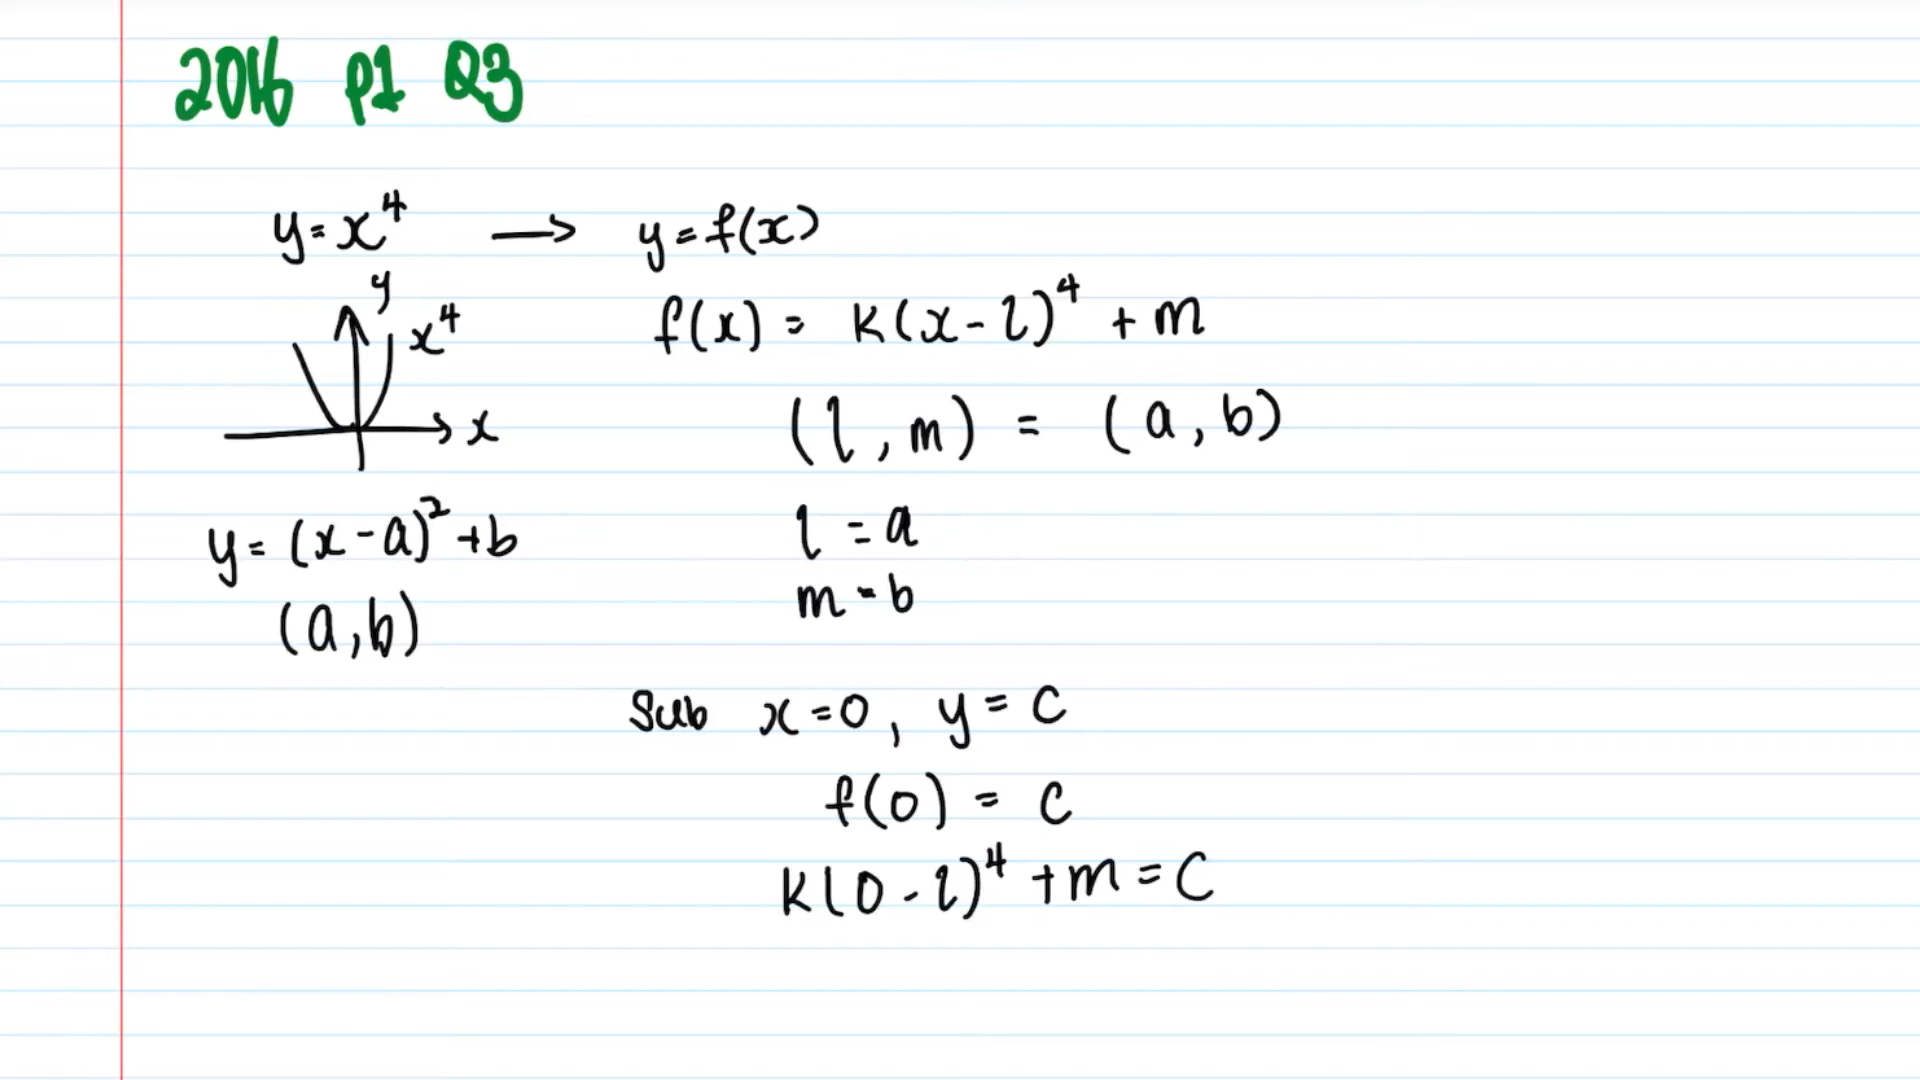 2016 P1 Q3
y = x⁴ → y = f(x)
y
x⁴
x
f(x) = k(x - l)⁴ + m
(l, m) = (a, b)
y = (x - a)² + b
(a, b)
l = a
m = b
Sub x = 0, y = c
f(0) = c
k(0 - l)⁴ + m = c